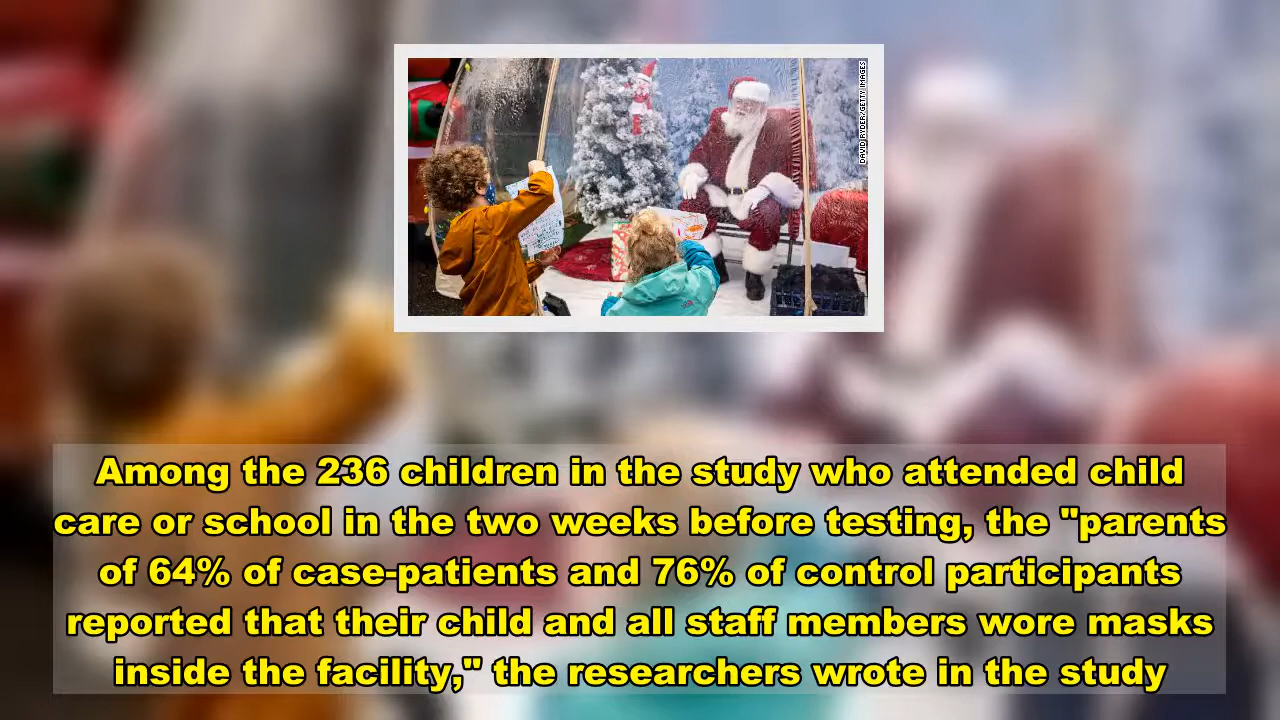 DAVID RYDER/GETTY IMAGES
Among the 236 children in the study who attended child
care or school in the two weeks before testing, the "parents
of 64% of case-patients and 76% of control participants
reported that their child and all staff members wore masks
inside the facility," the researchers wrote in the study